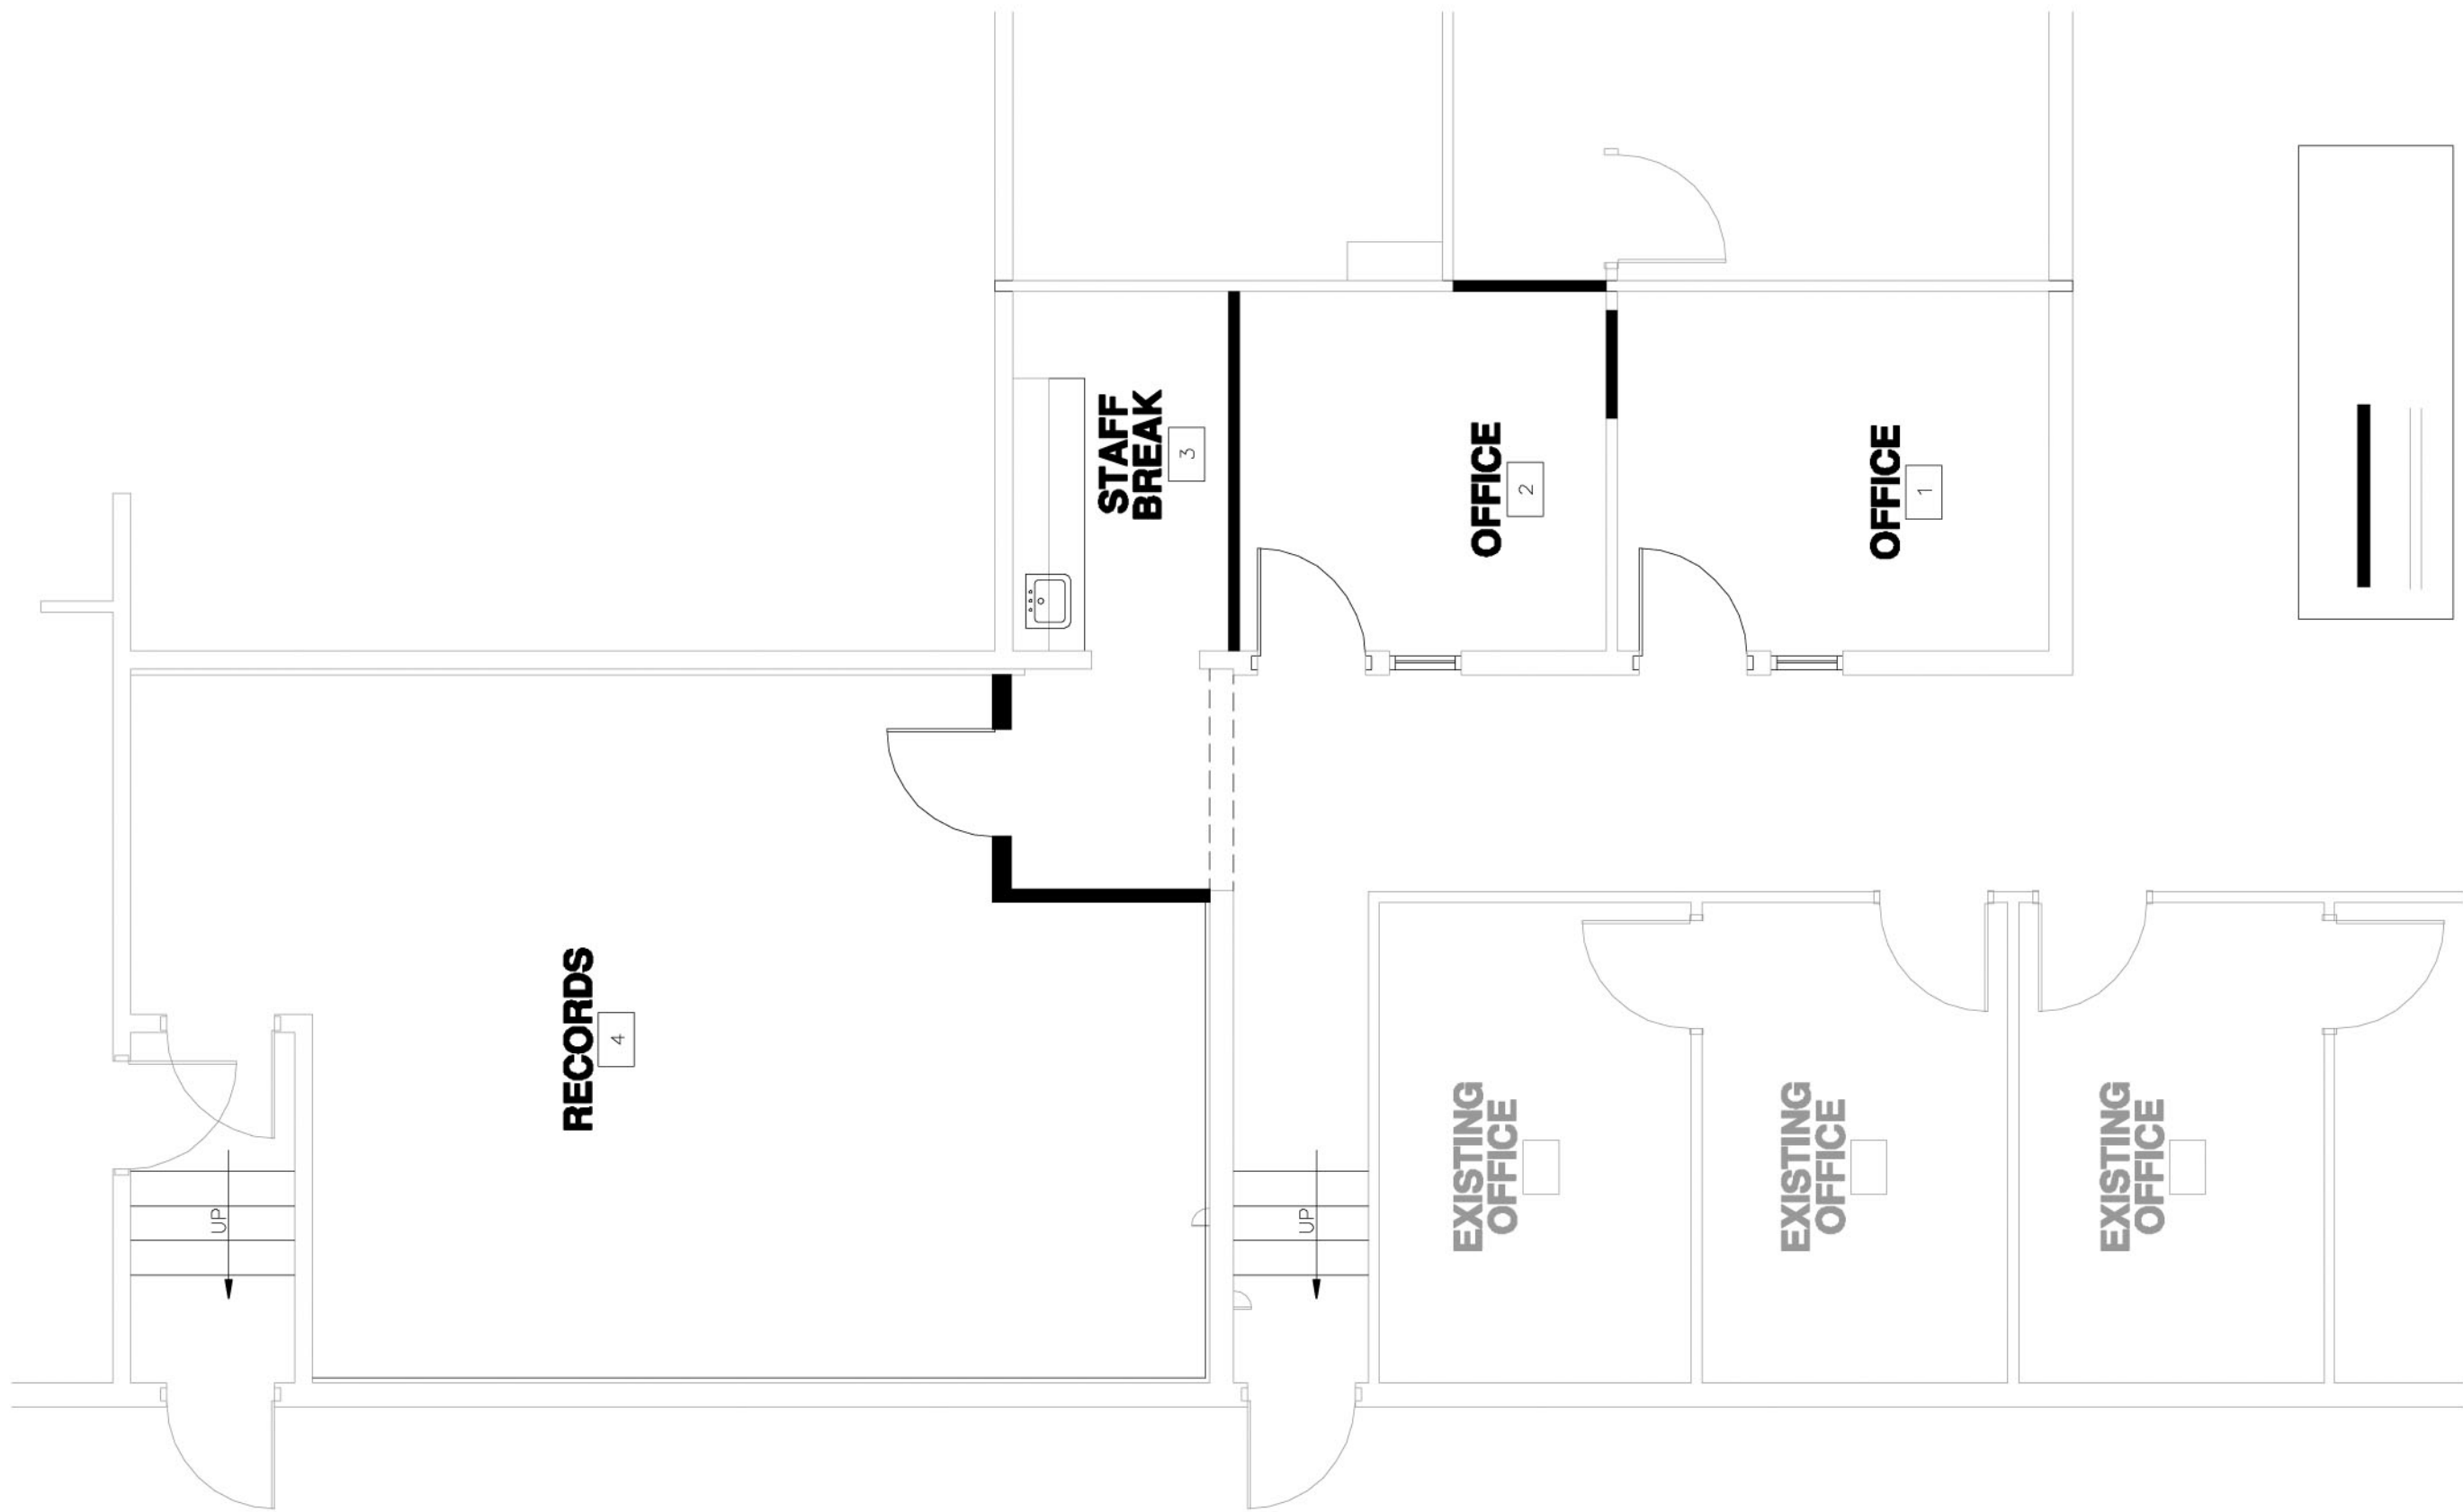 STAFF
BREAK
3
OFFICE
2
OFFICE
1
RECORDS
4
UP
UP
EXISTING
OFFICE
EXISTING
OFFICE
EXISTING
OFFICE